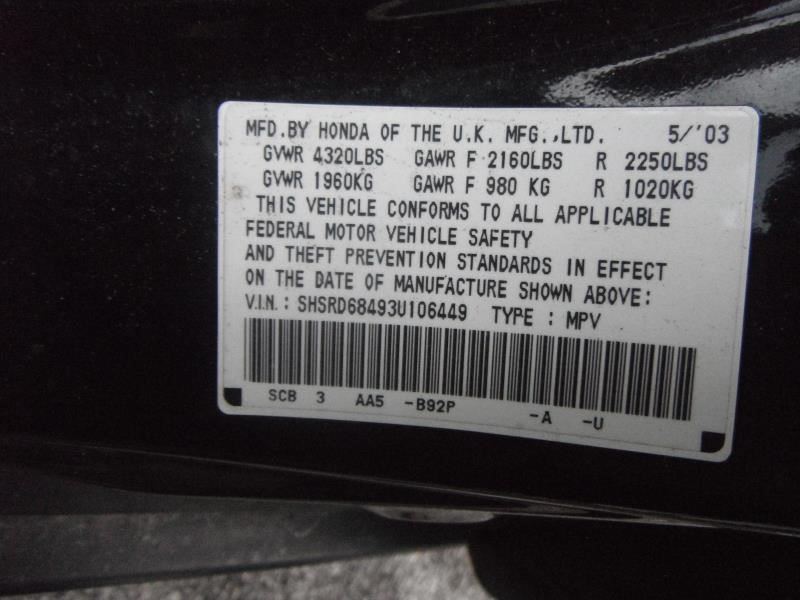 MFD.BY HONDA OF THE U.K. MFG.,LTD. 5/'03
GVWR 4320LBS GAWR F 2160LBS R 2250LBS
GVWR 1960KG GAWR F 980 KG R 1020KG
THIS VEHICLE CONFORMS TO ALL APPLICABLE
FEDERAL MOTOR VEHICLE SAFETY
AND THEFT PREVENTION STANDARDS IN EFFECT
ON THE DATE OF MANUFACTURE SHOWN ABOVE:
V.I.N.: SHSRD68493U106449 TYPE : MPV
SCB 3 AA5 -B92P -A -U